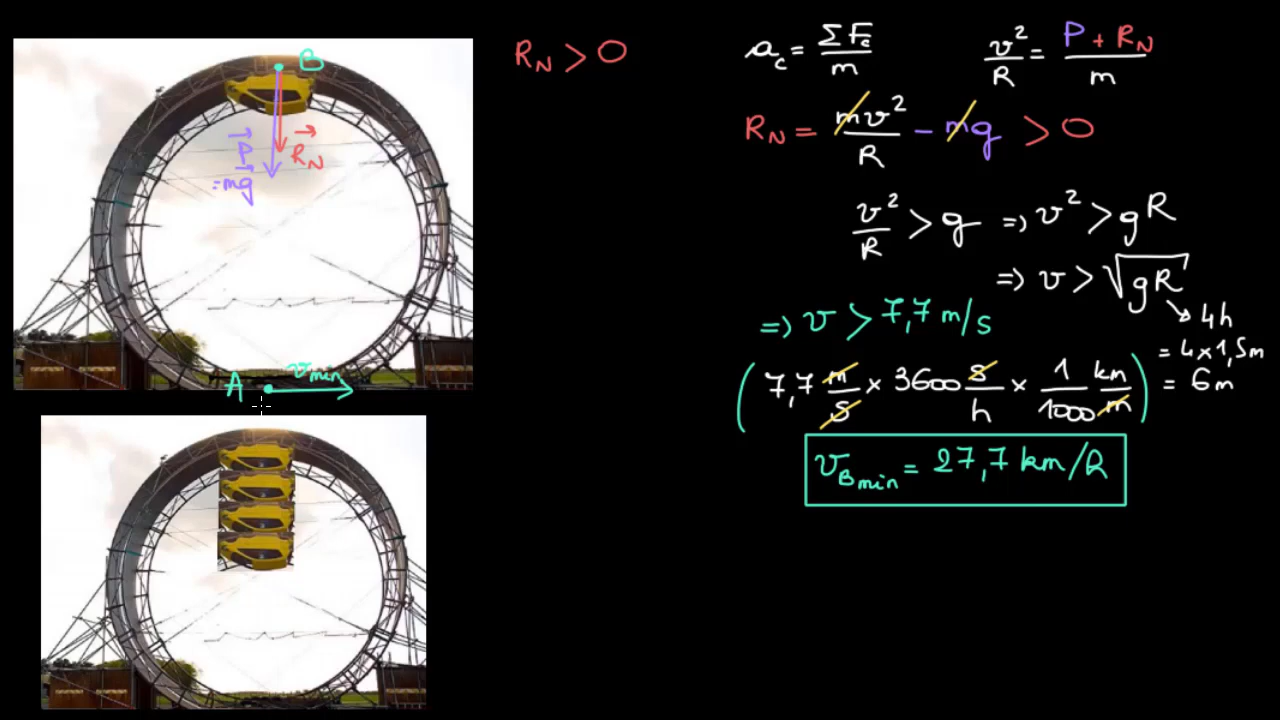 B
P⃗
=mg⃗
R⃗_N
A
v_min
R_N > 0
a_c = ΣF_c / m
v²/R = (P + R_N) / m
R_N = mv²/R - mg > 0
v²/R > g ⇒ v² > gR
⇒ v > √(gR)
↘ 4h
= 4×1,5m
= 6m
⇒ v > 7,7 m/s
(7,7 m/s × 3600 s/h × 1/1000 km/m)
v_Bmin = 27,7 km/h